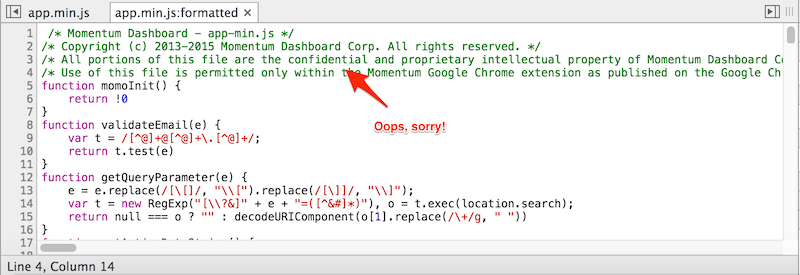 app.min.js app.min.js:formatted ×
1 /* Momentum Dashboard - app-min.js */
2 /* Copyright (c) 2013-2015 Momentum Dashboard Corp. All rights reserved. */
3 /* All portions of this file are the confidential and proprietary intellectual property of Momentum Dashboard Co
4 /* Use of this file is permitted only within the Momentum Google Chrome extension as published on the Google Ch
5 function momoInit() {
6 return !0
7 }
Oops, sorry!
8 function validateEmail(e) {
9 var t = /[^@]+@[^@]+\.[^@]+/;
10 return t.test(e)
11 }
12 function getQueryParameter(e) {
13 e = e.replace(/[\[]/, "\\[").replace(/[\]]/, "\\]");
14 var t = new RegExp("[\\?&]" + e + "=([^&#]*)"), o = t.exec(location.search);
15 return null === o ? "" : decodeURIComponent(o[1].replace(/\+/g, " "))
16 }
17
Line 4, Column 14